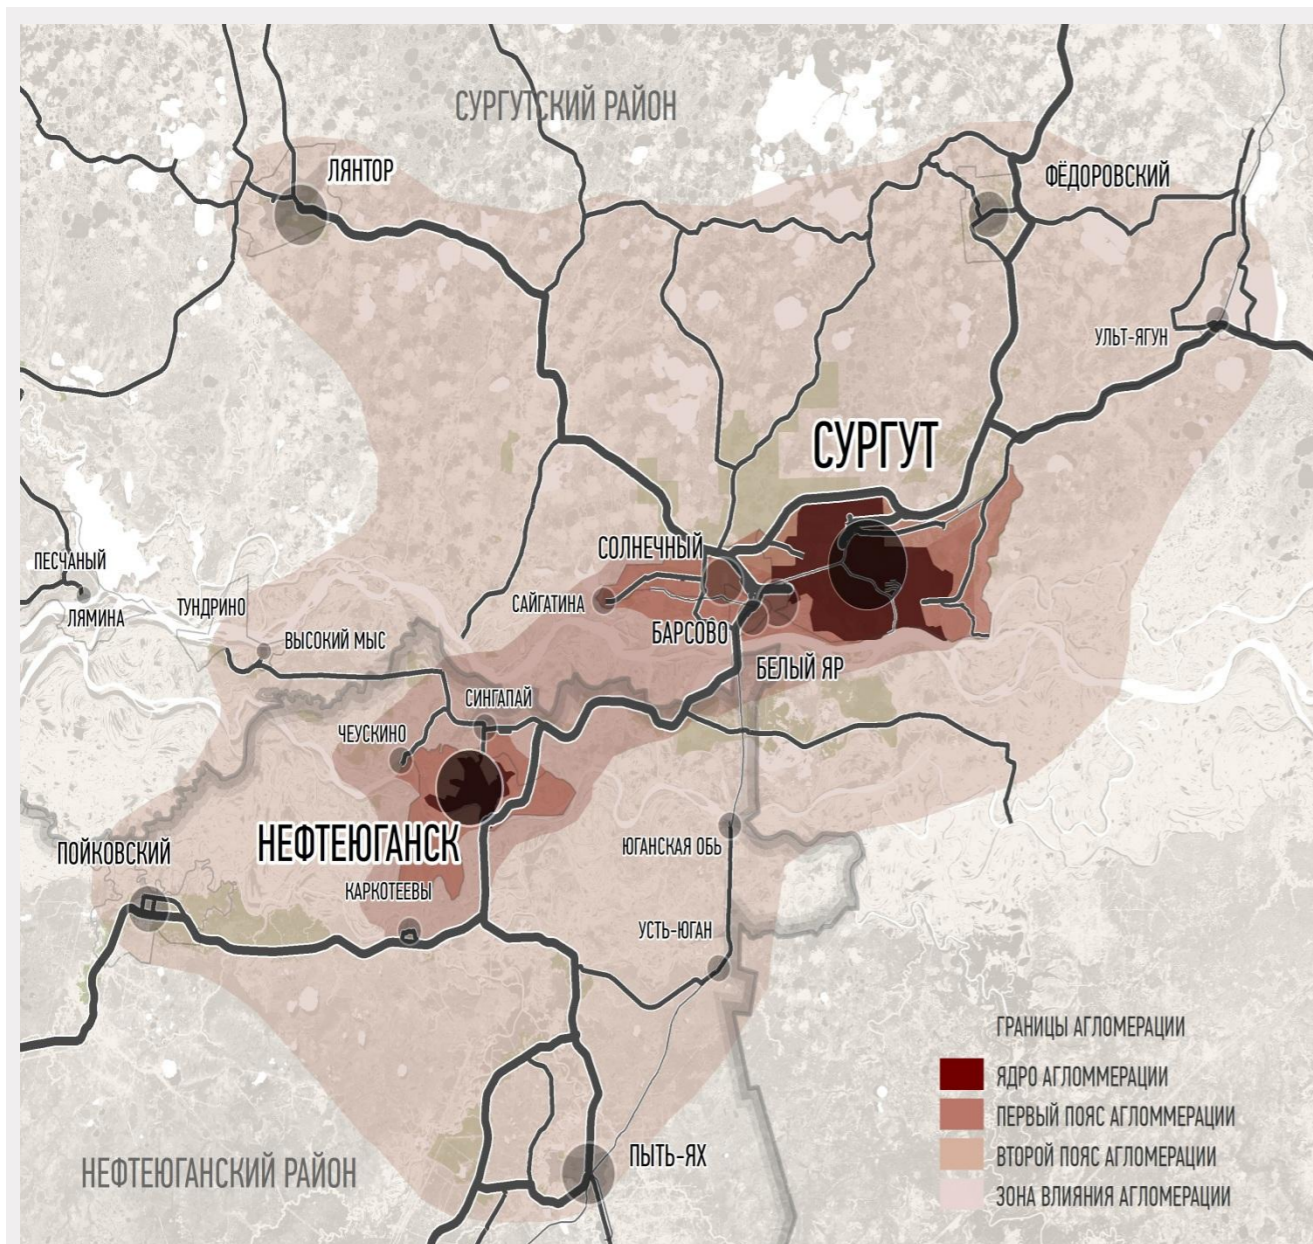 СУРГУТСКИЙ РАЙОН
ЛЯНТОР
ФЁДОРОВСКИЙ
УЛЬТ-ЯГУН
СУРГУТ
СОЛНЕЧНЫЙ
ПЕСЧАНЫЙ
САЙГАТИНА
ТУНДРИНО
ЛЯМИНА
БАРСОВО
ВЫСОКИЙ МЫС
БЕЛЫЙ ЯР
СИНГАПАЙ
ЧЕУСКИНО
НЕФТЕЮГАНСК
ЮГАНСКАЯ ОБЬ
ПОЙКОВСКИЙ
КАРКОТЕЕВЫ
УСТЬ-ЮГАН
ПЫТЬ-ЯХ
НЕФТЕЮГАНСКИЙ РАЙОН
ГРАНИЦЫ АГЛОМЕРАЦИИ
ЯДРО АГЛОММЕРАЦИИ
ПЕРВЫЙ ПОЯС АГЛОММЕРАЦИИ
ВТОРОЙ ПОЯС АГЛОМЕРАЦИИ
ЗОНА ВЛИЯНИЯ АГЛОМЕРАЦИИ